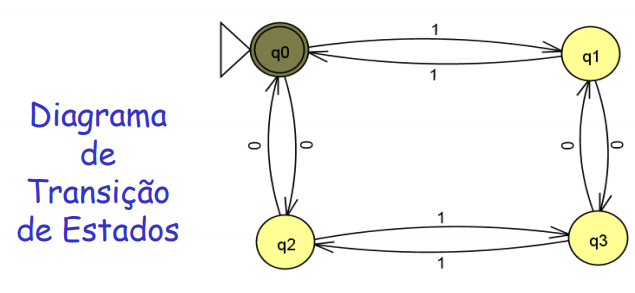 1
q0
q1
1
Diagrama
de
Transição
de Estados
0
0
0
0
1
q2
q3
1